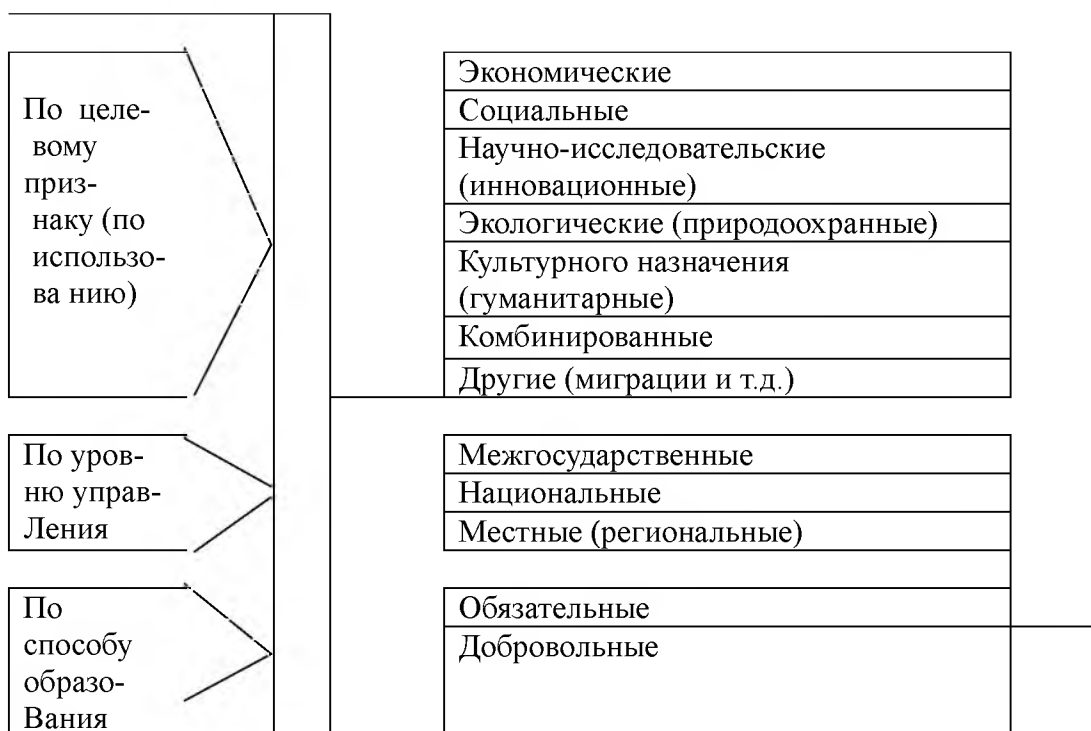 По целе-
вому
приз-
наку (по
использо-
ва нию)
Экономические
Социальные
Научно-исследовательские
(инновационные)
Экологические (природоохранные)
Культурного назначения
(гуманитарные)
Комбинированные
Другие (миграции и т.д.)
По уров-
ню управ-
Ления
Межгосударственные
Национальные
Местные (региональные)
По
способу
образо-
Вания
Обязательные
Добровольные